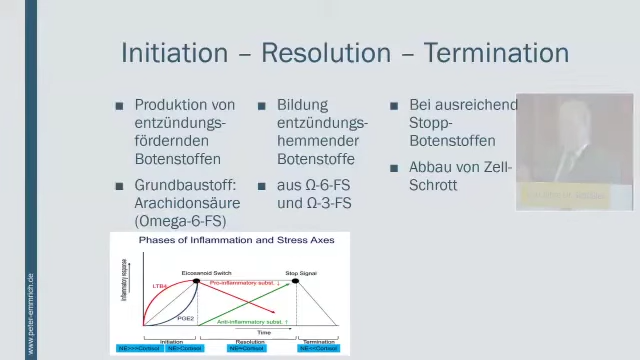 Initiation – Resolution – Termination
Produktion von
entzündungs-
fördernden
Botenstoffen
Grundbaustoff:
Arachidonsäure
(Omega-6-FS)
Bildung
entzündungs-
hemmender
Botenstoffe
aus Ω-6-FS
und Ω-3-FS
Bei ausreichend
Stopp-
Botenstoffen
Abbau von Zell-
Schrott
Phases of Inflammation and Stress Axes
Inflammatory response
Eicosanoid Switch
Stop Signal
LTB4
Pro-inflammatory subst. ↓
PGE2
Anti-inflammatory subst. ↑
Time
Initiation
Resolution
Termination
www.peter-emmrich.de